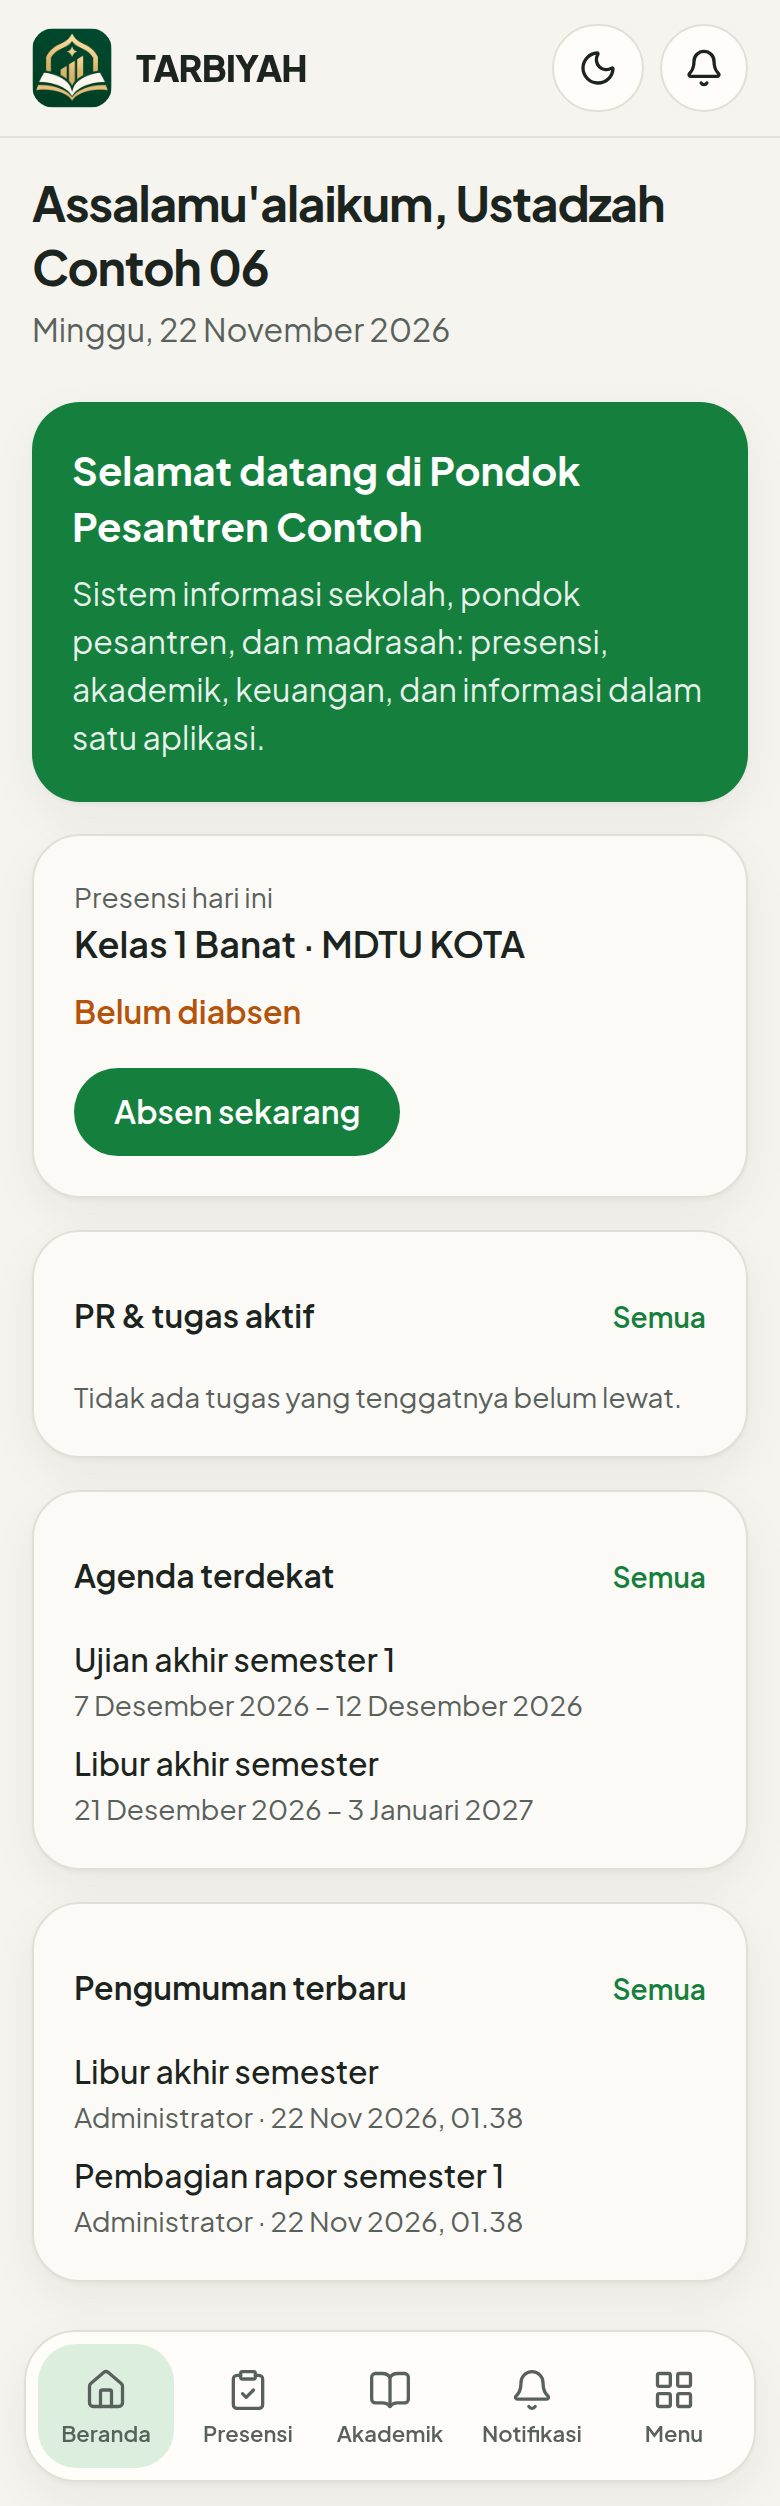 TARBIYAH
Assalamu'alaikum, Ustadzah
Contoh 06
Minggu, 22 November 2026
Selamat datang di Pondok
Pesantren Contoh
Sistem informasi sekolah, pondok
pesantren, dan madrasah: presensi,
akademik, keuangan, dan informasi dalam
satu aplikasi.
Presensi hari ini
Kelas 1 Banat · MDTU KOTA
Belum diabsen
Absen sekarang
PR & tugas aktif
Semua
Tidak ada tugas yang tenggatnya belum lewat.
Agenda terdekat
Semua
Ujian akhir semester 1
7 Desember 2026 – 12 Desember 2026
Libur akhir semester
21 Desember 2026 – 3 Januari 2027
Pengumuman terbaru
Semua
Libur akhir semester
Administrator · 22 Nov 2026, 01.38
Pembagian rapor semester 1
Administrator · 22 Nov 2026, 01.38
Beranda
Presensi
Akademik
Notifikasi
Menu